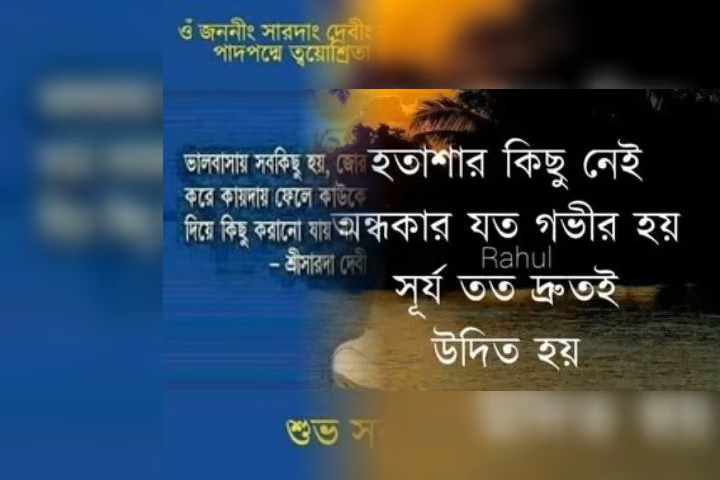 ওঁ জননীং সারদাং দেবীং
পাদপদ্মে ত্বয়োশ্রিতা
ভালবাসায় সবকিছু হয়, জোর
করে কায়দায় ফেলে কাউকে
দিয়ে কিছু করানো যায়
– শ্রীসারদা দেবী
হতাশার কিছু নেই
অন্ধকার যত গভীর হয়
Rahul
সূর্য তত দ্রুতই
উদিত হয়
শুভ